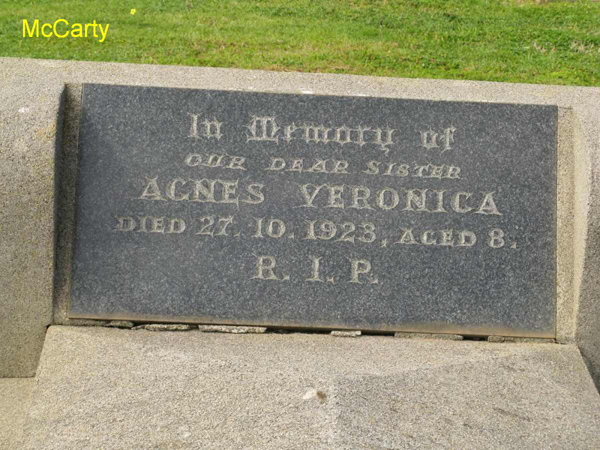 McCarty
In Memory of
OUR DEAR SISTER
AGNES VERONICA
DIED 27. 10. 1923, AGED 8.
R. I. P.